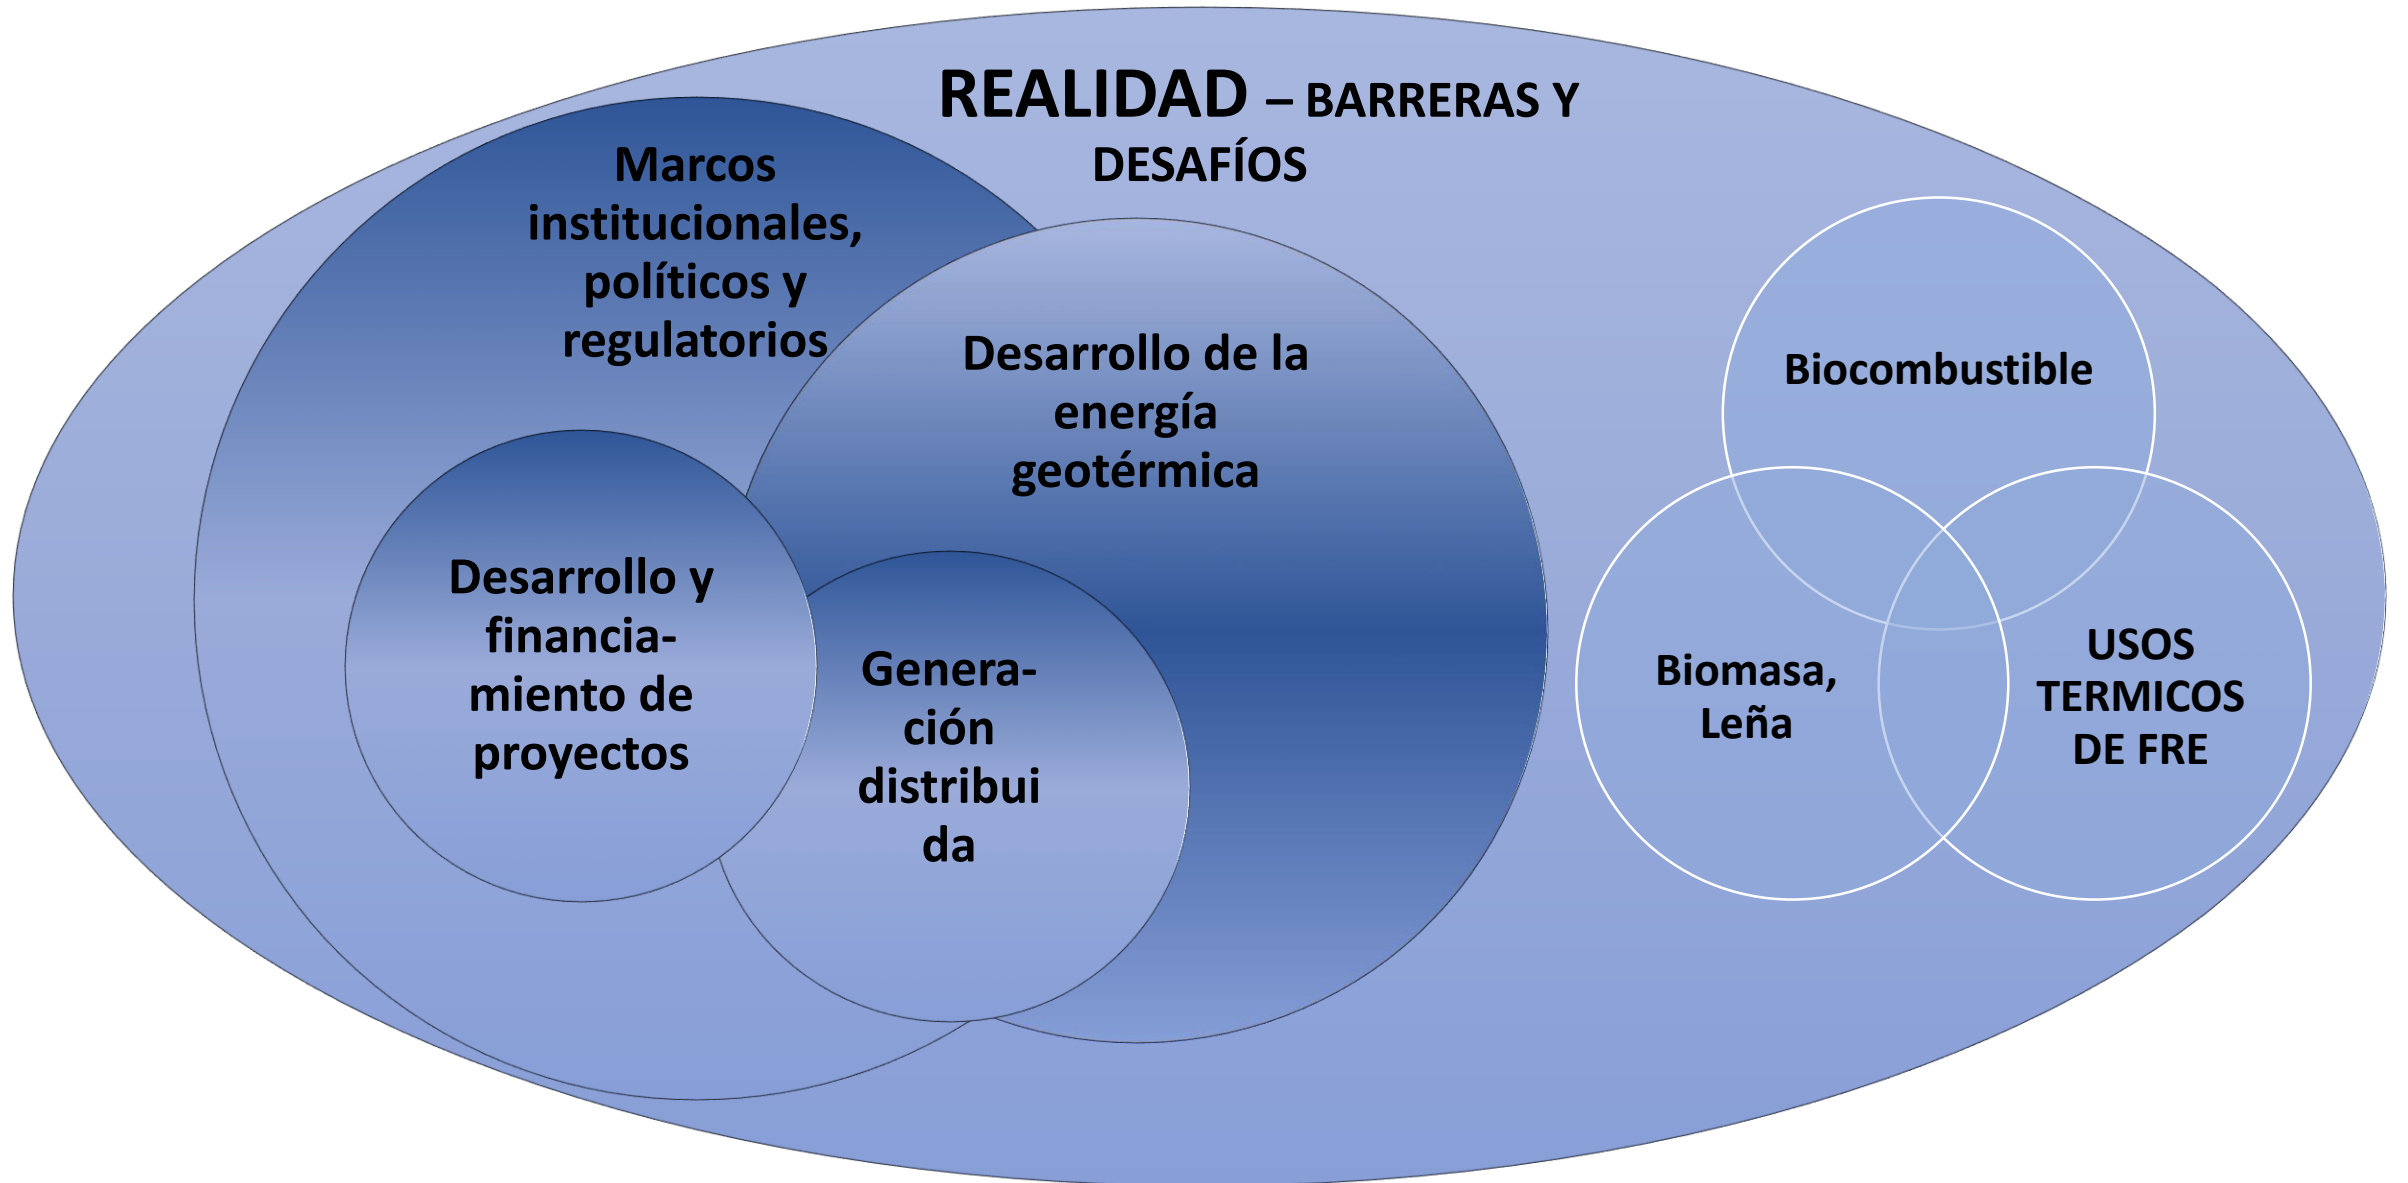 REALIDAD – BARRERAS Y
DESAFÍOS
Marcos
institucionales,
políticos y
regulatorios
Desarrollo de la
energía
geotérmica
Desarrollo y
financia-
miento de
proyectos
Genera-
ción
distribui
da
Biocombustible
Biomasa,
Leña
USOS
TERMICOS
DE FRE